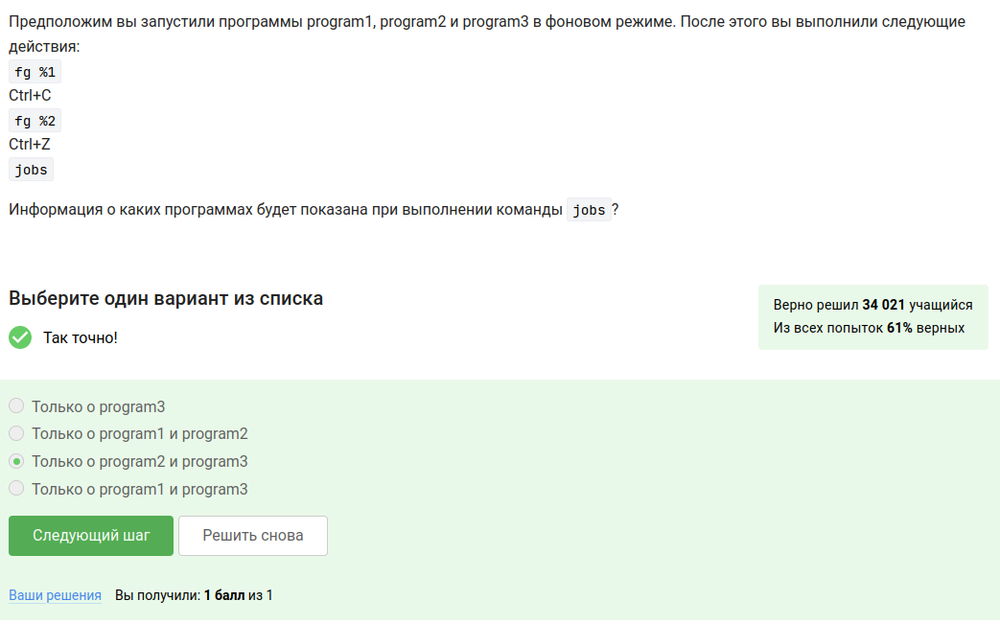 Предположим вы запустили программы program1, program2 и program3 в фоновом режиме. После этого вы выполнили следующие
действия:
fg %1
Ctrl+C
fg %2
Ctrl+Z
jobs
Информация о каких программах будет показана при выполнении команды jobs?
Выберите один вариант из списка
Так точно!
Верно решил 34 021 учащийся
Из всех попыток 61% верных
Только о program3
Только о program1 и program2
Только о program2 и program3
Только о program1 и program3
Следующий шаг
Решить снова
Ваши решения Вы получили: 1 балл из 1